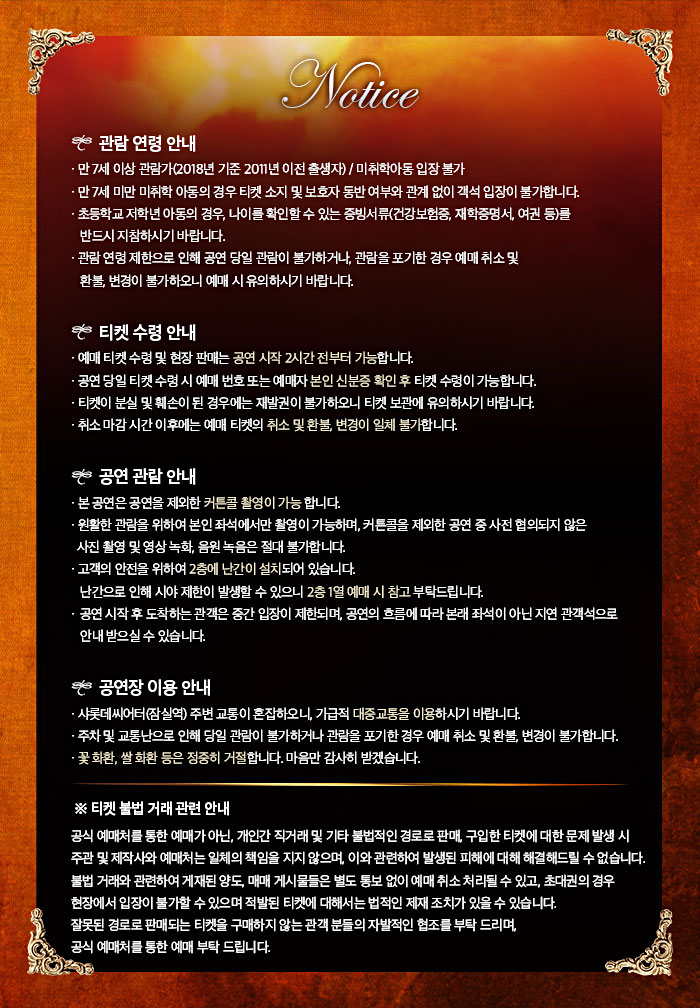 Notice
관람 연령 안내
· 만 7세 이상 관람가(2018년 기준 2011년 이전 출생자) / 미취학아동 입장 불가
· 만 7세 미만 미취학 아동의 경우 티켓 소지 및 보호자 동반 여부와 관계 없이 객석 입장이 불가합니다.
· 초등학교 저학년 아동의 경우, 나이를 확인할 수 있는 증빙서류(건강보험증, 재학증명서, 여권 등)를
반드시 지참하시기 바랍니다.
· 관람 연령 제한으로 인해 공연 당일 관람이 불가하거나, 관람을 포기한 경우 예매 취소 및
환불, 변경이 불가하오니 예매 시 유의하시기 바랍니다.
티켓 수령 안내
· 예매 티켓 수령 및 현장 판매는 공연 시작 2시간 전부터 가능합니다.
· 공연 당일 티켓 수령 시 예매 번호 또는 예매자 본인 신분증 확인 후 티켓 수령이 가능합니다.
· 티켓이 분실 및 훼손이 된 경우에는 재발권이 불가하오니 티켓 보관에 유의하시기 바랍니다.
· 취소 마감 시간 이후에는 예매 티켓의 취소 및 환불, 변경이 일체 불가합니다.
공연 관람 안내
· 본 공연은 공연을 제외한 커튼콜 촬영이 가능 합니다.
· 원활한 관람을 위하여 본인 좌석에서만 촬영이 가능하며, 커튼콜을 제외한 공연 중 사전 협의되지 않은
사진 촬영 및 영상 녹화, 음원 녹음은 절대 불가합니다.
· 고객의 안전을 위하여 2층에 난간이 설치되어 있습니다.
난간으로 인해 시야 제한이 발생할 수 있으니 2층 1열 예매 시 참고 부탁드립니다.
· 공연 시작 후 도착하는 관객은 중간 입장이 제한되며, 공연의 흐름에 따라 본래 좌석이 아닌 지연 관객석으로
안내 받으실 수 있습니다.
공연장 이용 안내
· 샤롯데씨어터(잠실역) 주변 교통이 혼잡하오니, 가급적 대중교통을 이용하시기 바랍니다.
· 주차 및 교통난으로 인해 당일 관람이 불가하거나 관람을 포기한 경우 예매 취소 및 환불, 변경이 불가합니다.
· 꽃 화환, 쌀 화환 등은 정중히 거절합니다. 마음만 감사히 받겠습니다.
※ 티켓 불법 거래 관련 안내
공식 예매처를 통한 예매가 아닌, 개인간 직거래 및 기타 불법적인 경로로 판매, 구입한 티켓에 대한 문제 발생 시
주관 및 제작사와 예매처는 일체의 책임을 지지 않으며, 이와 관련하여 발생된 피해에 대해 해결해드릴 수 없습니다.
불법 거래와 관련하여 게재된 양도, 매매 게시물들은 별도 통보 없이 예매 취소 처리될 수 있고, 초대권의 경우
현장에서 입장이 불가할 수 있으며 적발된 티켓에 대해서는 법적인 제재 조치가 있을 수 있습니다.
잘못된 경로로 판매되는 티켓을 구매하지 않는 관객 분들의 자발적인 협조를 부탁 드리며,
공식 예매처를 통한 예매 부탁 드립니다.